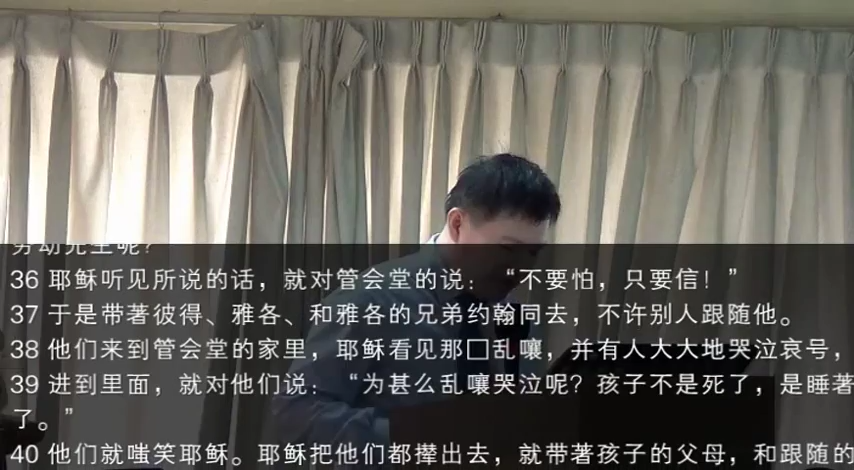 劳动先生呢？
36 耶稣听见所说的话，就对管会堂的说：“不要怕，只要信！”
37 于是带著彼得、雅各、和雅各的兄弟约翰同去，不许别人跟随他。
38 他们来到管会堂的家里，耶稣看见那□乱嚷，并有人大大地哭泣哀号，
39 进到里面，就对他们说：“为甚么乱嚷哭泣呢？孩子不是死了，是睡著
了。”
40 他们就嗤笑耶稣。耶稣把他们都撵出去，就带著孩子的父母，和跟随的